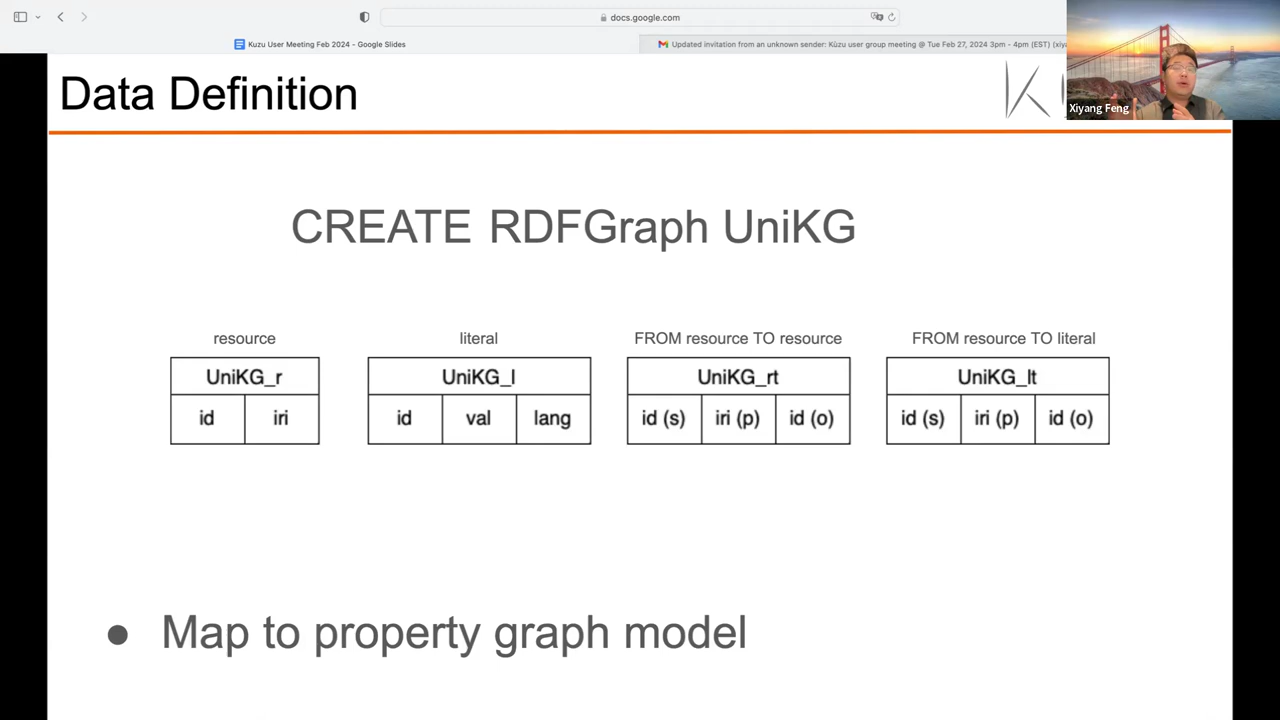 docs.google.com
Kuzu User Meeting Feb 2024 - Google Slides
Updated invitation from an unknown sender: Kùzu user group meeting @ Tue Feb 27, 2024 3pm - 4pm (EST) (xiy
Data Definition
K
Xiyang Feng
CREATE RDFGraph UniKG
resource
UniKG_r
id iri
literal
UniKG_l
id val lang
FROM resource TO resource
UniKG_rt
id (s) iri (p) id (o)
FROM resource TO literal
UniKG_lt
id (s) iri (p) id (o)
● Map to property graph model